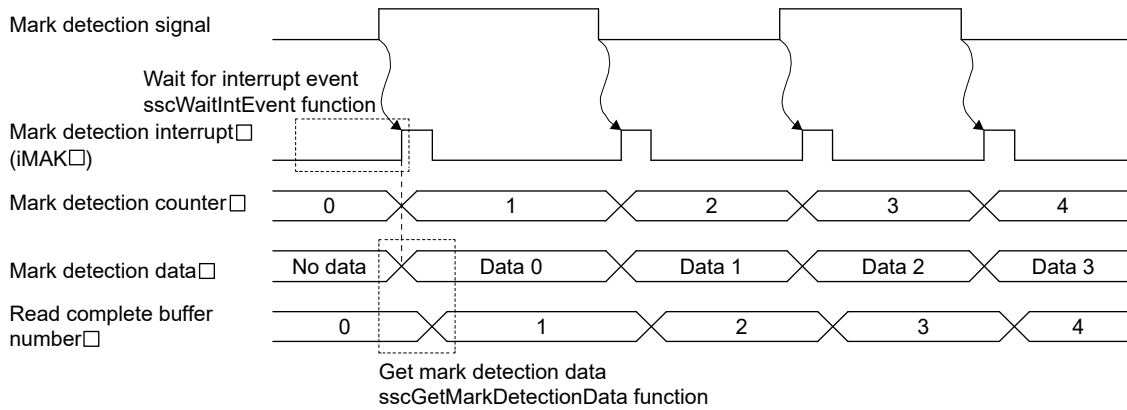 Mark detection signal
Wait for interrupt event
sscWaitIntEvent function
Mark detection interrupt□
(iMAK□)
Mark detection counter□
0 1 2 3 4
Mark detection data□
No data Data 0 Data 1 Data 2 Data 3
Read complete buffer
number□
0 1 2 3 4
Get mark detection data
sscGetMarkDetectionData function